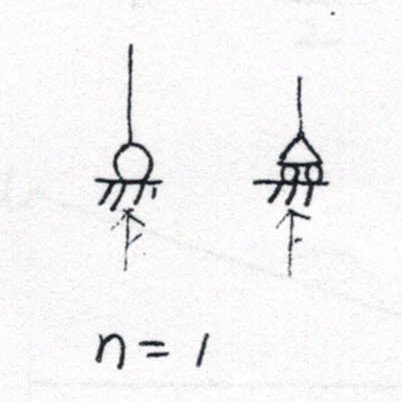 n = 1